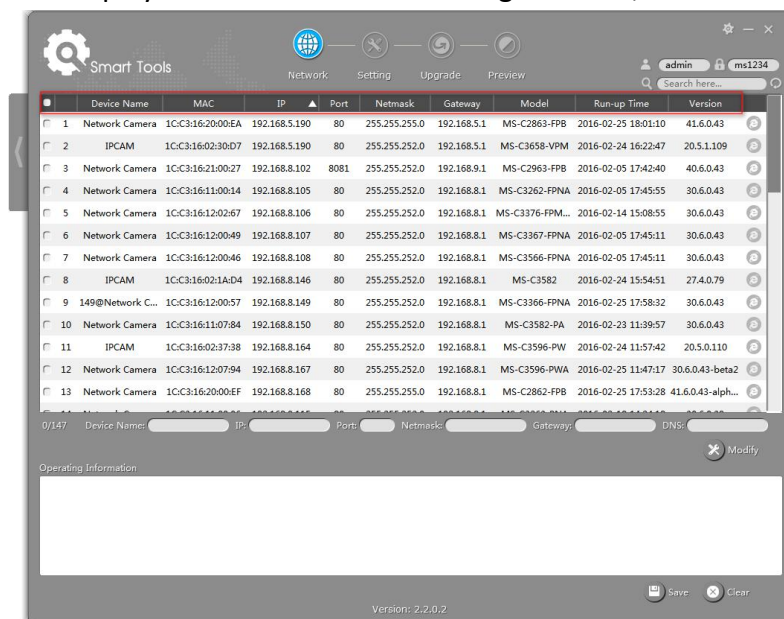 Smart Tools
Network Setting Upgrade Preview
admin ms1234
Search here...
Device Name MAC IP Port Netmask Gateway Model Run-up Time Version
1 Network Camera 1C:C3:16:20:00:EA 192.168.5.190 80 255.255.255.0 192.168.5.1 MS-C2863-FPB 2016-02-25 18:01:10 41.6.0.43
2 IPCAM 1C:C3:16:02:30:D7 192.168.5.190 80 255.255.255.0 192.168.5.1 MS-C3658-VPM 2016-02-24 16:22:47 20.5.1.109
3 Network Camera 1C:C3:16:21:00:27 192.168.8.102 8081 255.255.252.0 192.168.9.1 MS-C2963-FPB 2016-02-05 17:42:40 40.6.0.43
4 Network Camera 1C:C3:16:11:00:14 192.168.8.105 80 255.255.252.0 192.168.8.1 MS-C3262-FPNA 2016-02-05 17:45:55 30.6.0.43
5 Network Camera 1C:C3:16:12:02:67 192.168.8.106 80 255.255.252.0 192.168.8.1 MS-C3376-FPM... 2016-02-14 15:08:55 30.6.0.43
6 Network Camera 1C:C3:16:12:00:49 192.168.8.107 80 255.255.252.0 192.168.8.1 MS-C3367-FPNA 2016-02-05 17:45:11 30.6.0.43
7 Network Camera 1C:C3:16:12:00:46 192.168.8.108 80 255.255.252.0 192.168.8.1 MS-C3566-FPNA 2016-02-05 17:45:11 30.6.0.43
8 IPCAM 1C:C3:16:02:1A:D4 192.168.8.146 80 255.255.252.0 192.168.8.1 MS-C3582 2016-02-24 15:54:51 27.4.0.79
9 149@Network C... 1C:C3:16:12:00:57 192.168.8.149 80 255.255.252.0 192.168.8.1 MS-C3366-FPNA 2016-02-25 17:58:32 30.6.0.43
10 Network Camera 1C:C3:16:11:07:84 192.168.8.150 80 255.255.252.0 192.168.8.1 MS-C3582-PA 2016-02-23 11:39:57 30.6.0.43
11 IPCAM 1C:C3:16:02:37:38 192.168.8.164 80 255.255.252.0 192.168.8.1 MS-C3596-PW 2016-02-24 11:57:42 20.5.0.110
12 Network Camera 1C:C3:16:12:07:94 192.168.8.167 80 255.255.252.0 192.168.8.1 MS-C3596-PWA 2016-02-25 11:47:17 30.6.0.43-beta2
13 Network Camera 1C:C3:16:20:00:EF 192.168.8.168 80 255.255.252.0 192.168.8.1 MS-C2862-FPB 2016-02-25 17:53:28 41.6.0.43-alph...
0/147 Device Name: IP: Port: Netmask: Gateway: DNS:
Modify
Operating Information
Save Clear
Version: 2.2.0.2